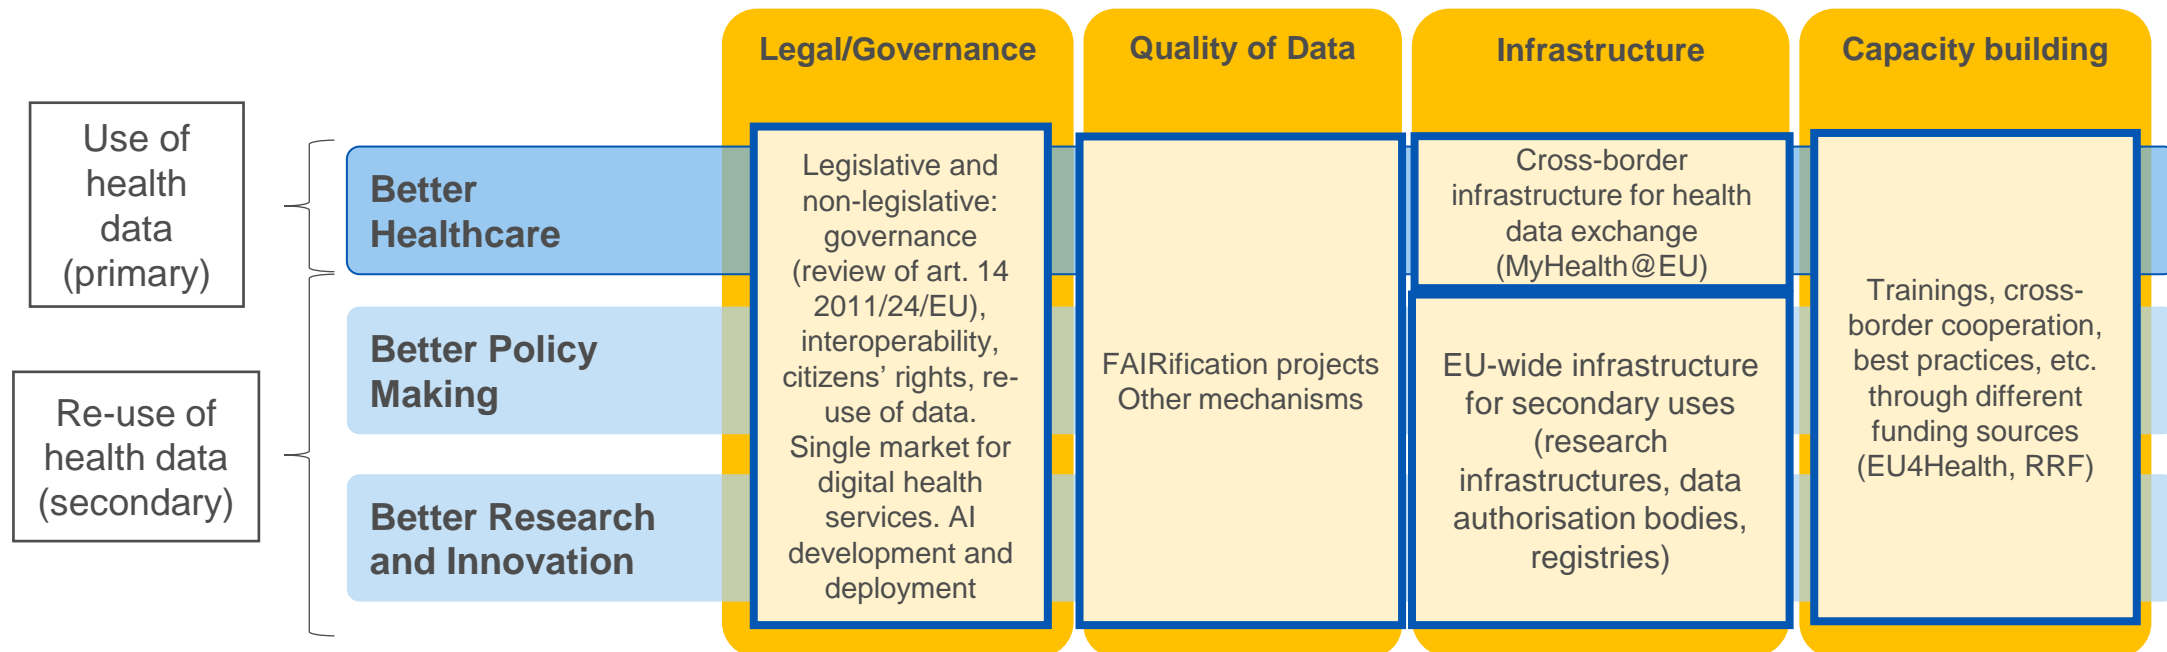 Legal/Governance
Quality of Data
Infrastructure
Capacity building
Use of
health
data
(primary)
Re-use of
health data
(secondary)
Better
Healthcare
Better Policy
Making
Better Research
and Innovation
Legislative and
non-legislative:
governance
(review of art. 14
2011/24/EU),
interoperability,
citizens’ rights, re-
use of data.
Single market for
digital health
services. AI
development and
deployment
FAIRification projects
Other mechanisms
Cross-border
infrastructure for health
data exchange
(MyHealth@EU)
EU-wide infrastructure
for secondary uses
(research
infrastructures, data
authorisation bodies,
registries)
Trainings, cross-
border cooperation,
best practices, etc.
through different
funding sources
(EU4Health, RRF)